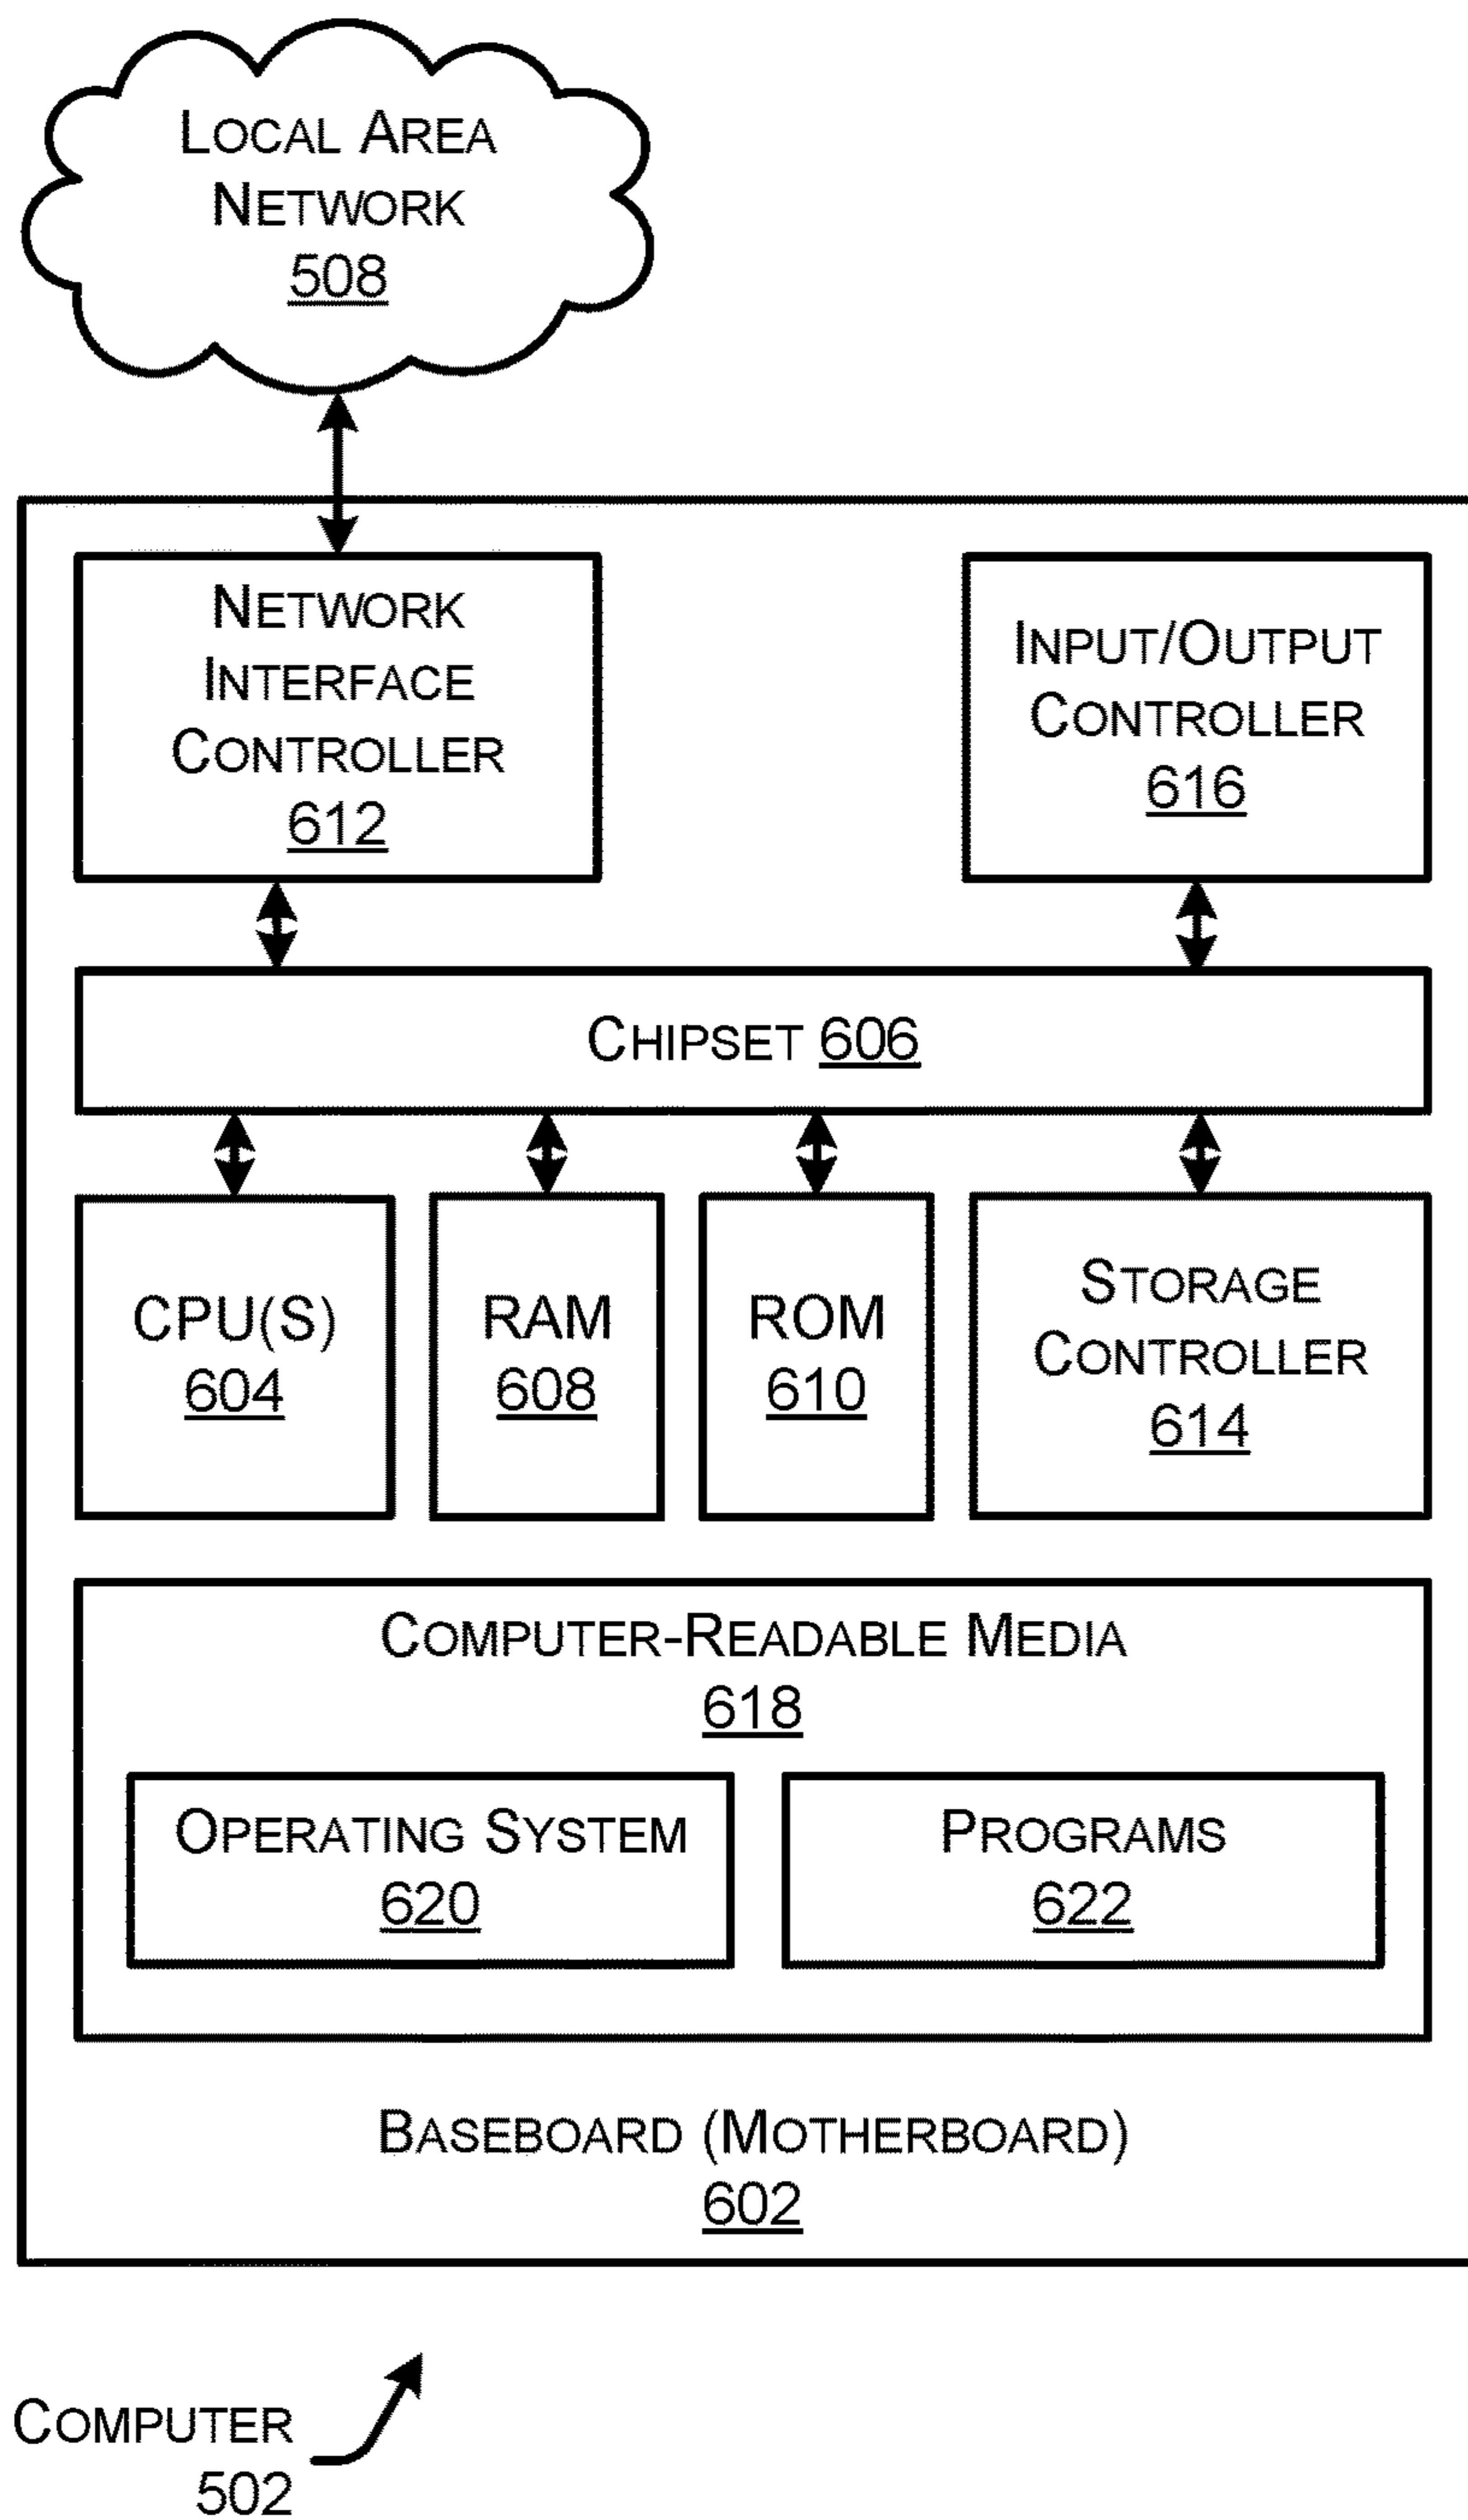 LOCAL AREA
NETWORK
508
NETWORK
INTERFACE
CONTROLLER
612
INPUT/OUTPUT
CONTROLLER
616
CHIPSET 606
CPU(S)
604
RAM
608
ROM
610
STORAGE
CONTROLLER
614
COMPUTER-READABLE MEDIA
618
OPERATING SYSTEM
620
PROGRAMS
622
BASEBOARD (MOTHERBOARD)
602
COMPUTER
502